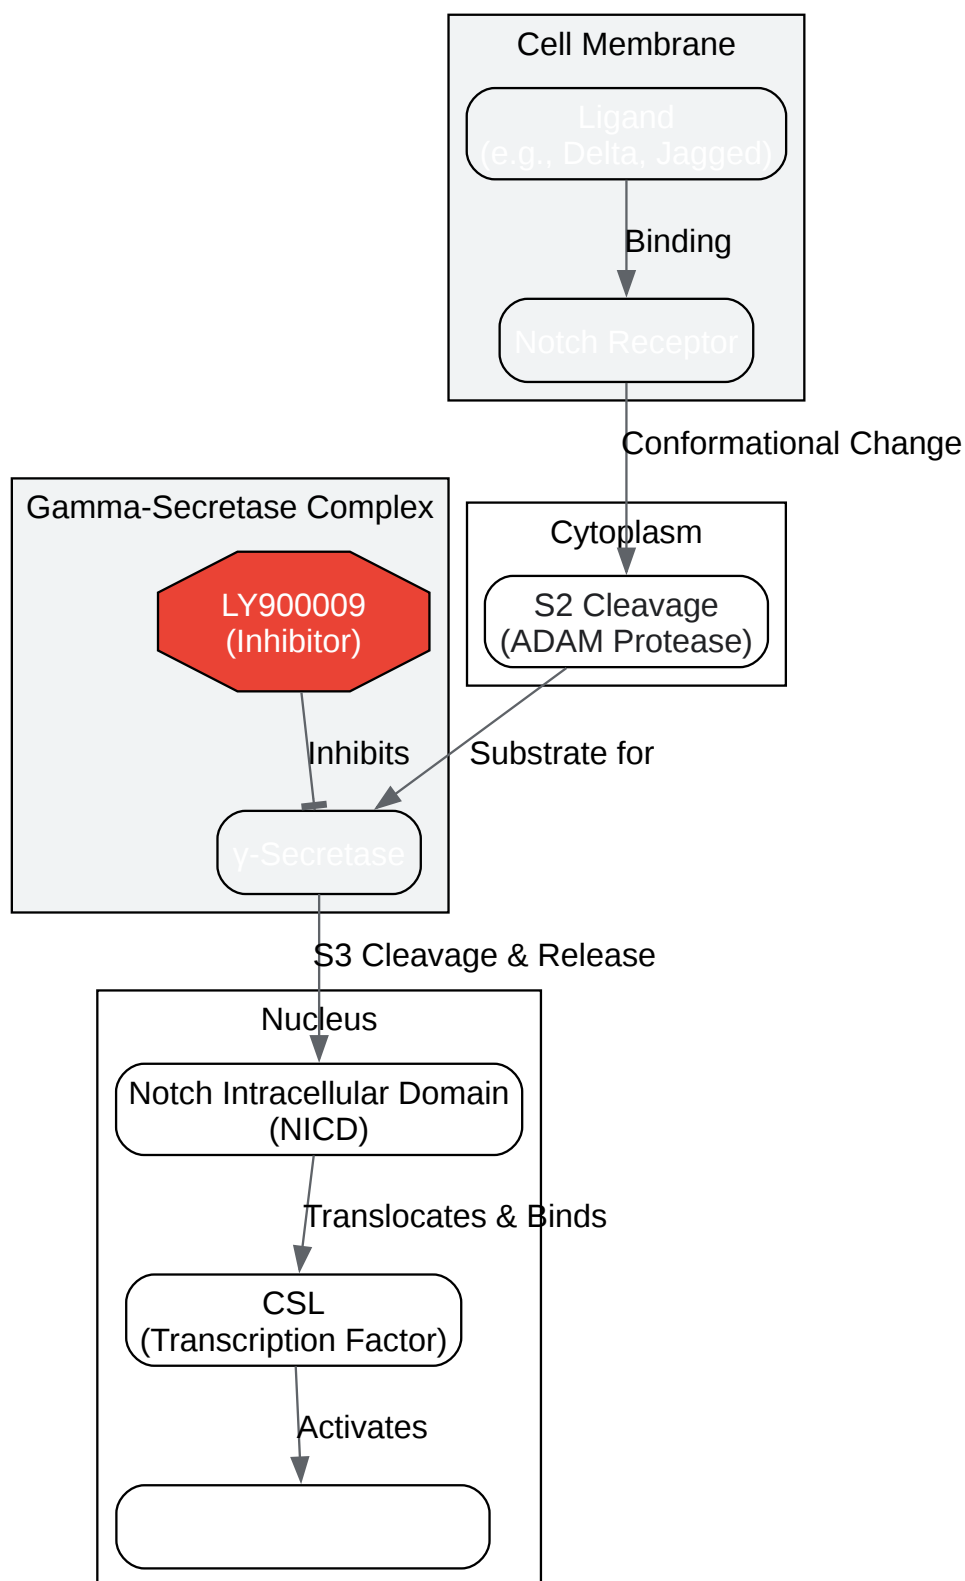 Cell Membrane
Ligand
(e.g., Delta, Jagged)
Binding
Notch Receptor
Conformational Change
Gamma-Secretase Complex
Cytoplasm
LY900009
(Inhibitor)
S2 Cleavage
(ADAM Protease)
Inhibits
Substrate for
γ-Secretase
S3 Cleavage & Release
Nucleus
Notch Intracellular Domain
(NICD)
Translocates & Binds
CSL
(Transcription Factor)
Activates